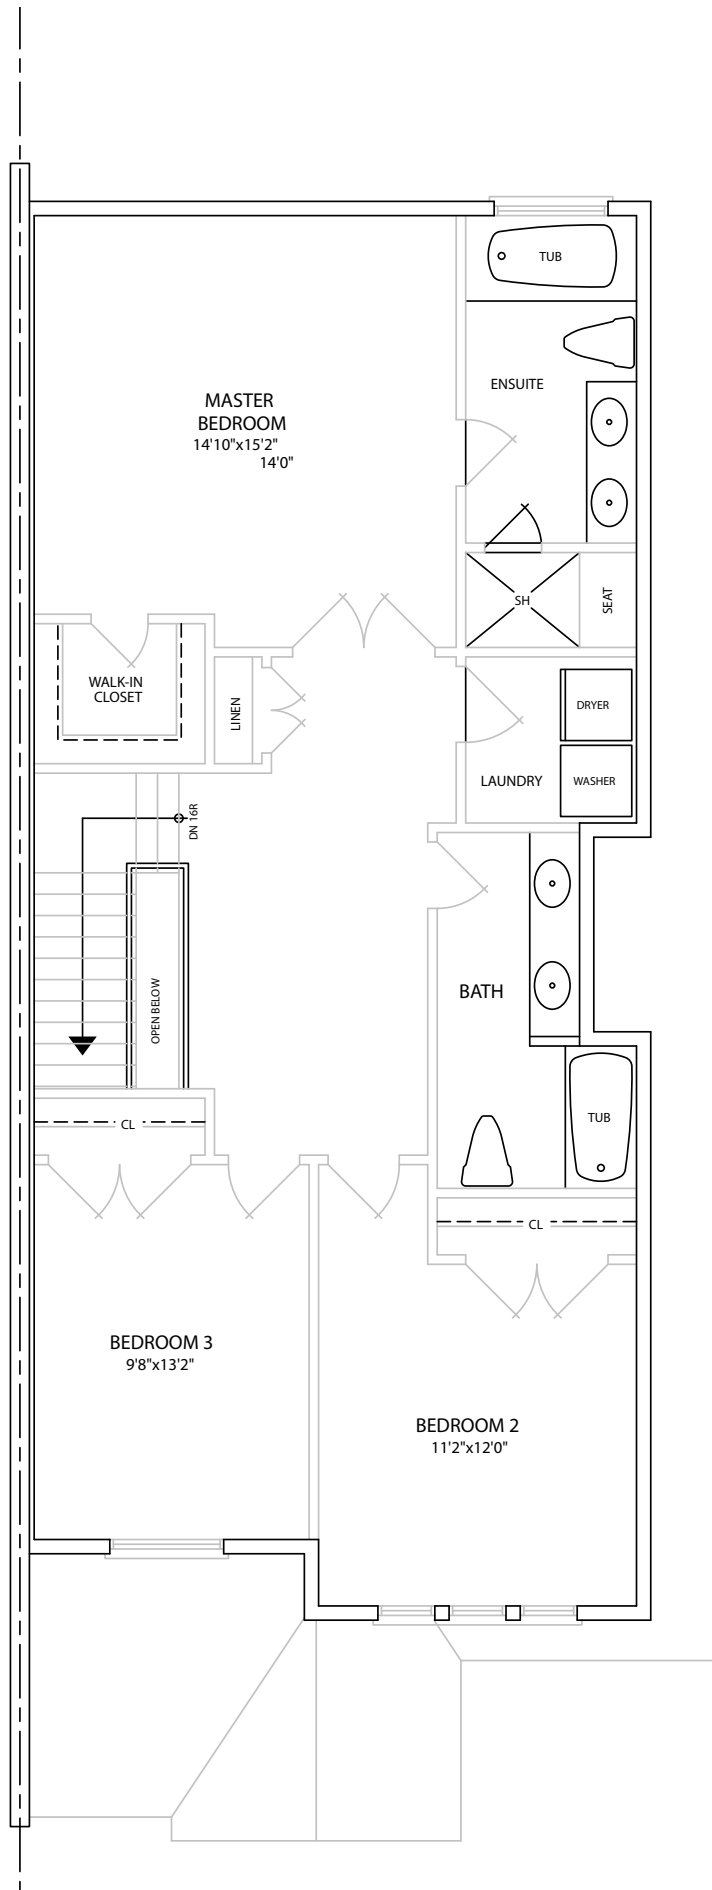 TUB
ENSUITE
MASTER
BEDROOM
14'10"x15'2"
14'0"
SH
SEAT
WALK-IN
CLOSET
LINEN
DRYER
LAUNDRY
WASHER
DN 16R
OPEN BELOW
BATH
TUB
CL
CL
BEDROOM 3
9'8"x13'2"
BEDROOM 2
11'2"x12'0"